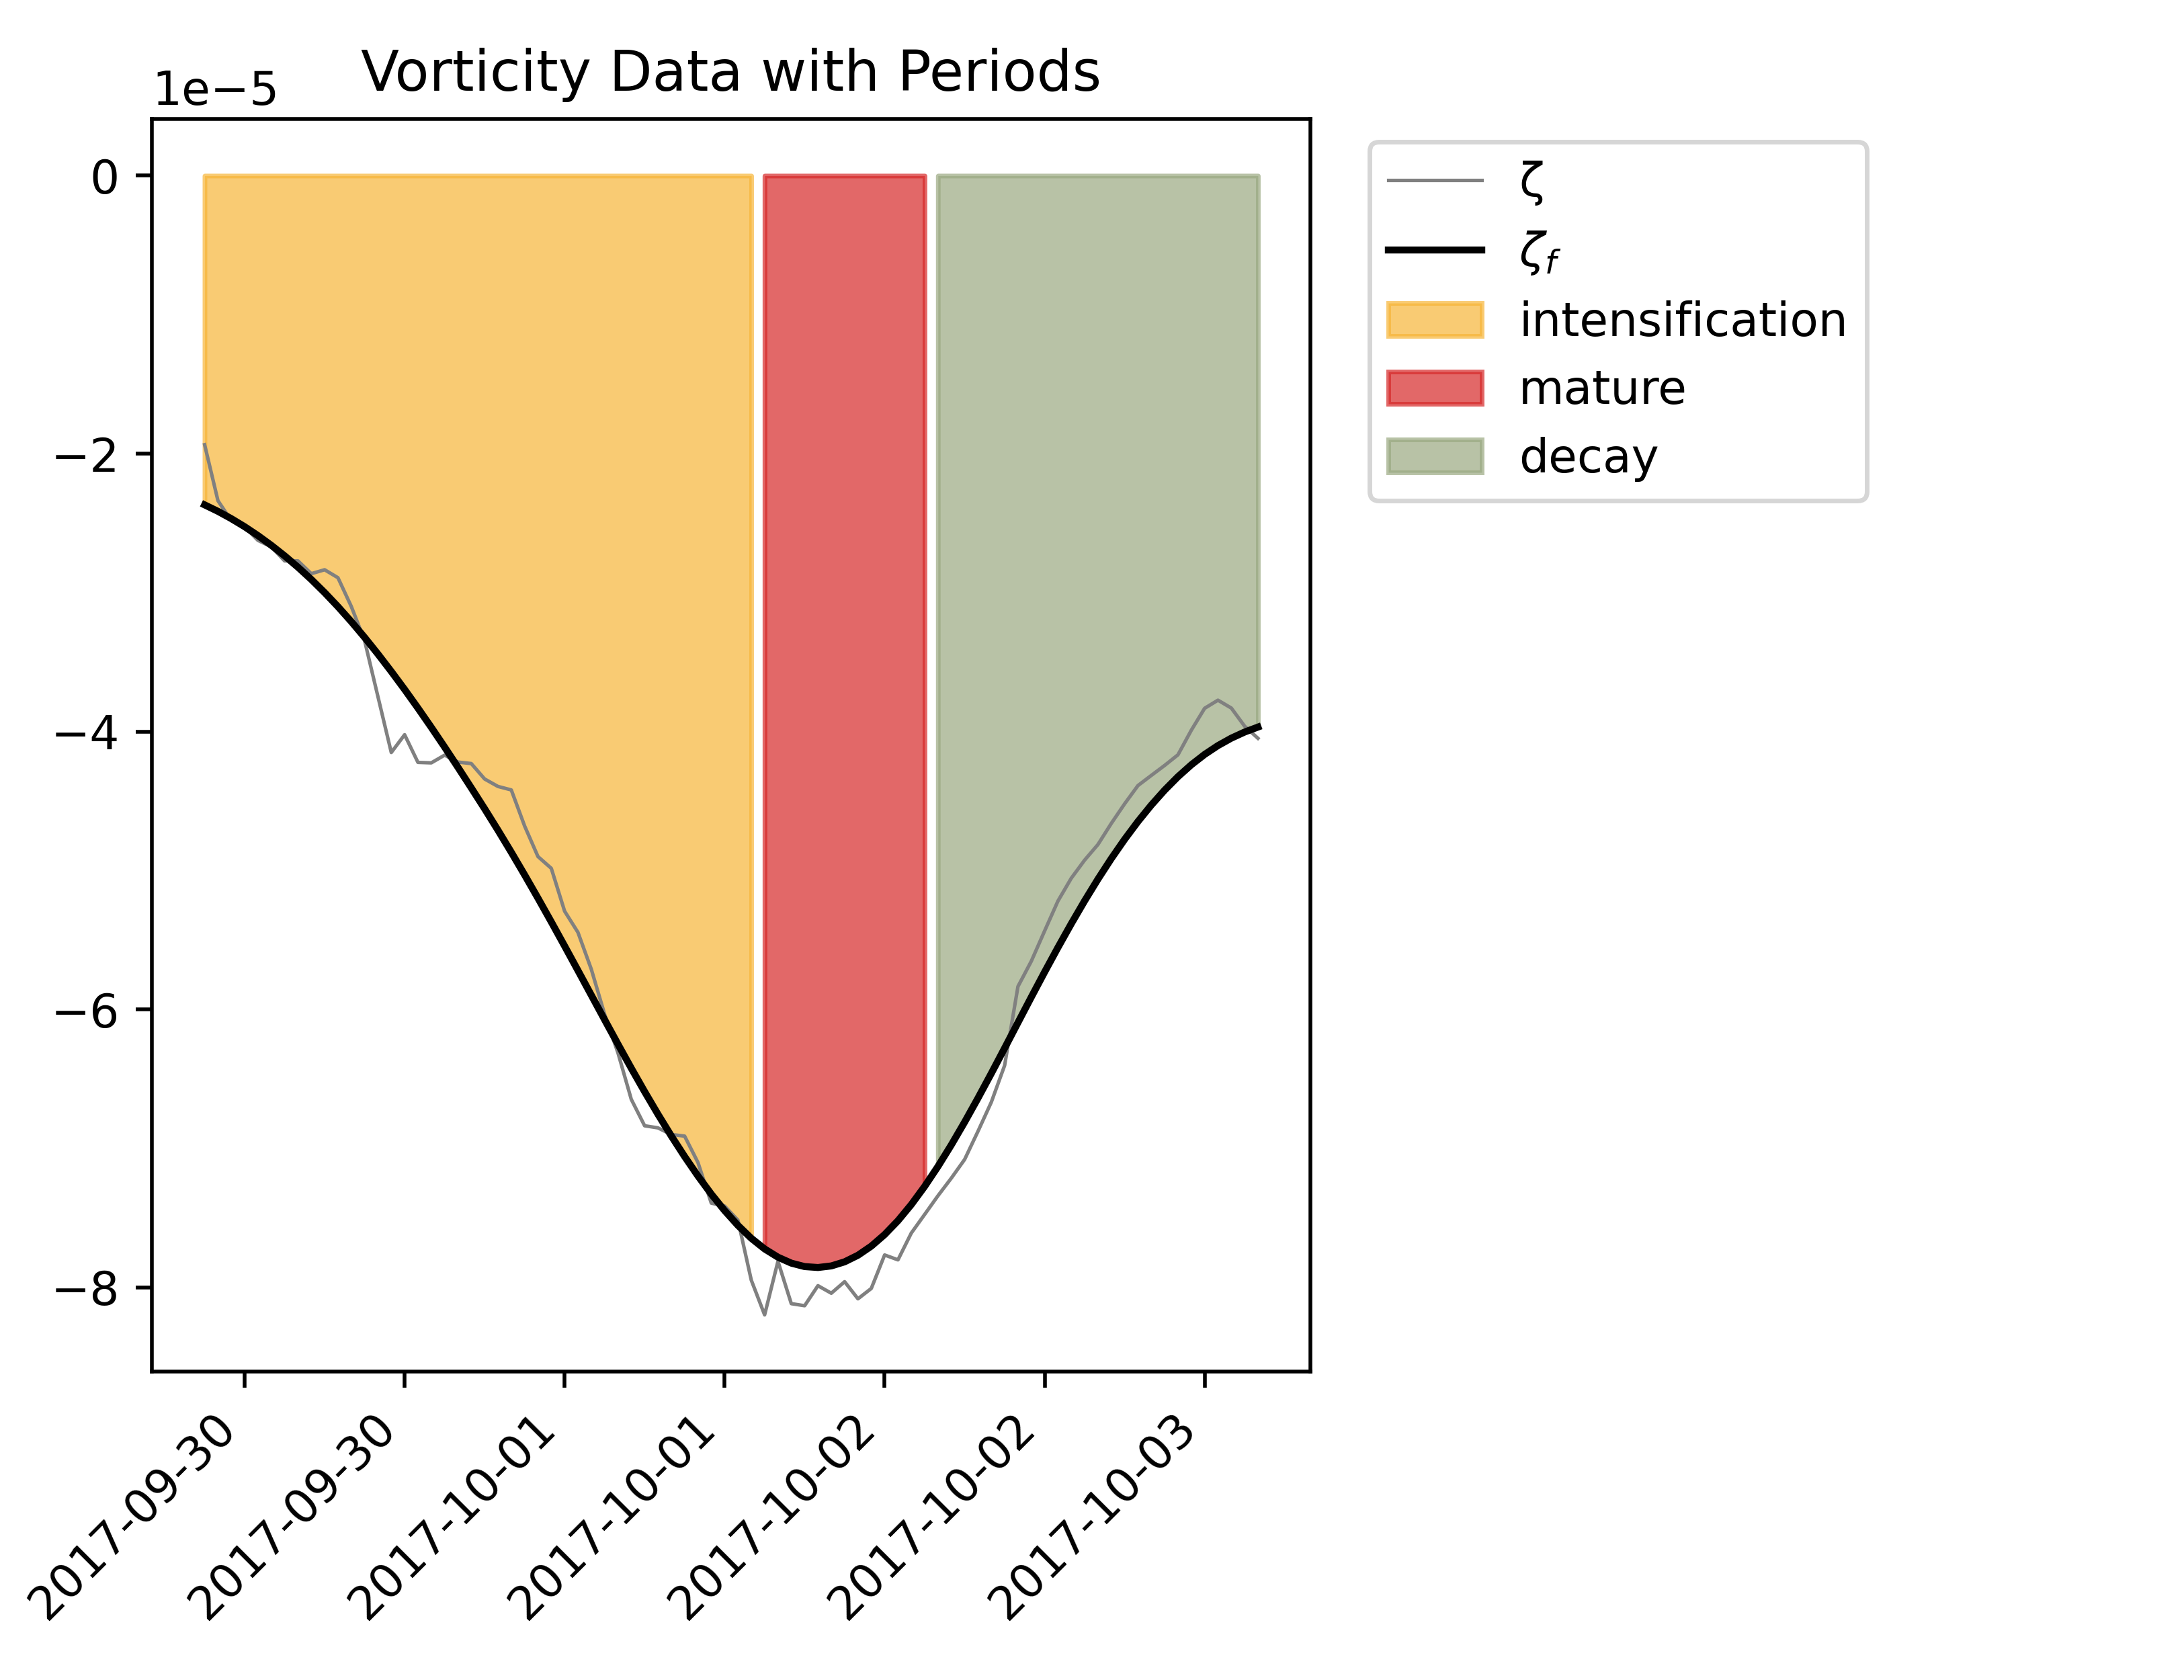 Vorticity Data with Periods
1e−5
0
−2
−4
−6
−8
2017-09-30
2017-09-30
2017-10-01
2017-10-01
2017-10-02
2017-10-02
2017-10-03
ζ
ζf
intensification
mature
decay